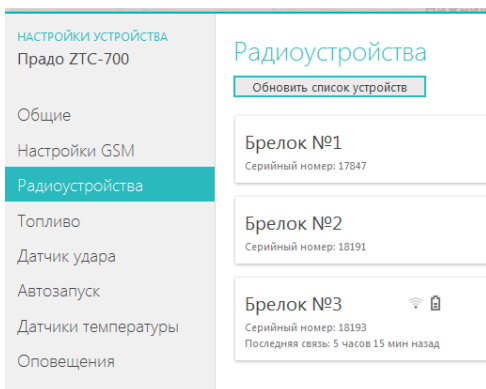 НАСТРОЙКИ УСТРОЙСТВА
Прадо ZTC-700
Общие
Настройки GSM
Радиоустройства
Топливо
Датчик удара
Автозапуск
Датчики температуры
Оповещения
Радиоустройства
Обновить список устройств
Брелок №1
Серийный номер: 17847
Брелок №2
Серийный номер: 18191
Брелок №3
Серийный номер: 18193
Последняя связь: 5 часов 15 мин назад